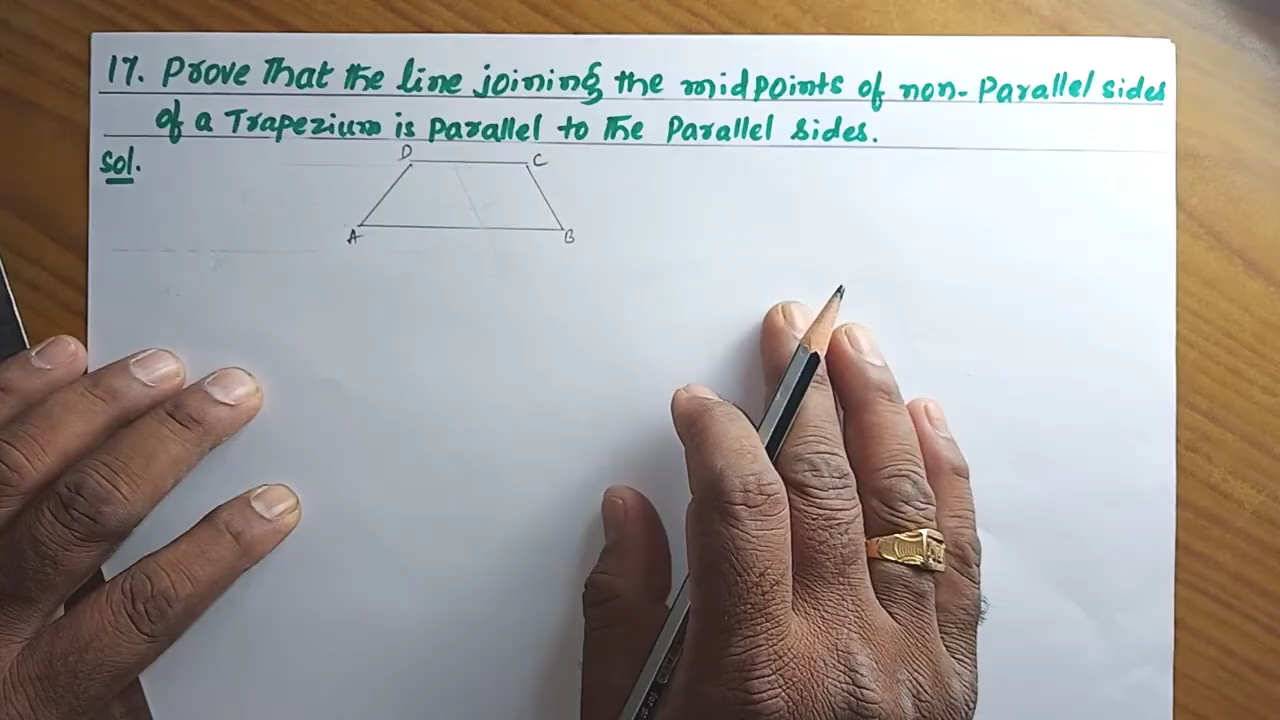 17. Prove That the line joining the midpoints of non-Parallel sides
of a Trapezium is parallel to the Parallel sides.
Sol.
D C
A B